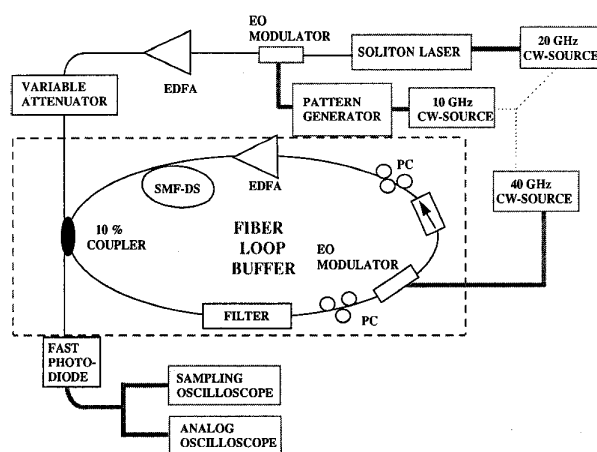 EO
MODULATOR
SOLITON LASER
20 GHz
CW-SOURCE
EDFA
VARIABLE
ATTENUATOR
PATTERN
GENERATOR
10 GHz
CW-SOURCE
40 GHz
CW-SOURCE
SMF-DS
EDFA
PC
10 %
COUPLER
FIBER
LOOP
BUFFER
EO
MODULATOR
PC
FILTER
FAST
PHOTO-
DIODE
SAMPLING
OSCILLOSCOPE
ANALOG
OSCILLOSCOPE